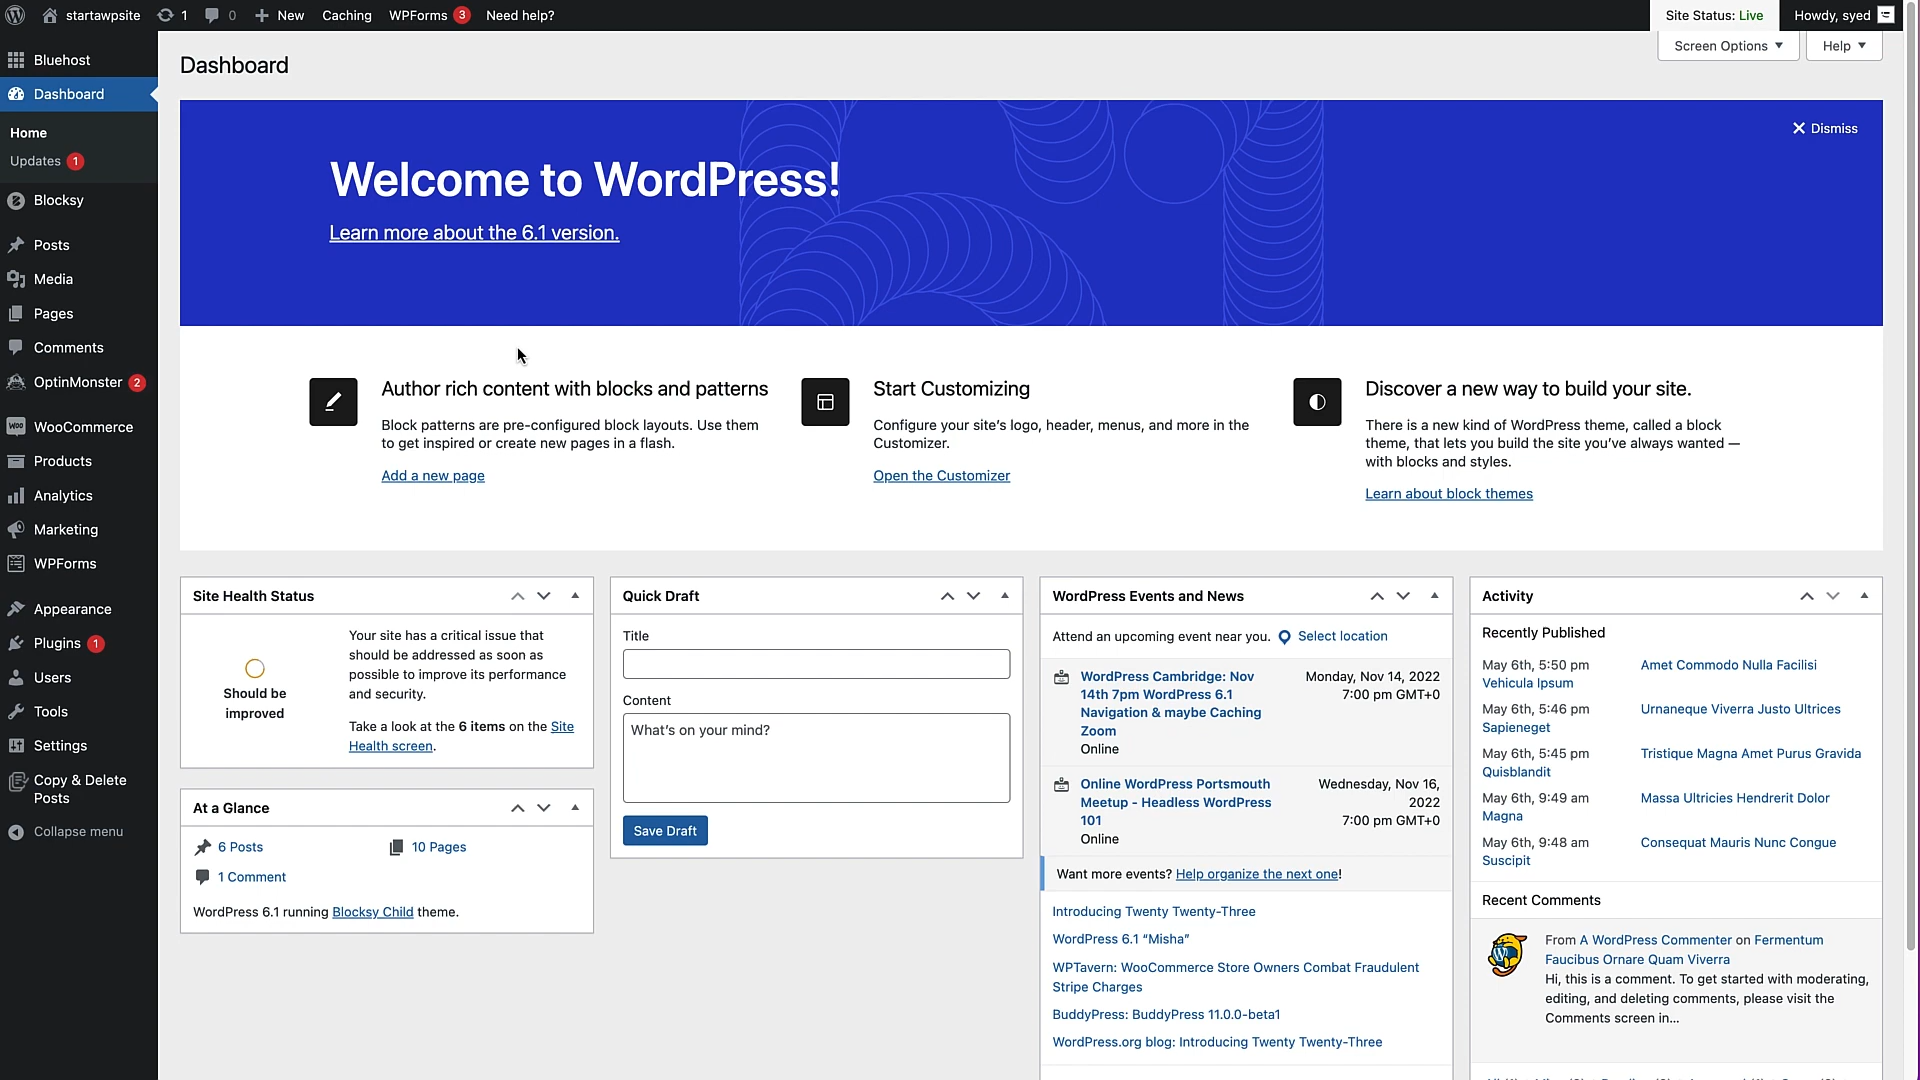 startawpsite 1 0 New Caching WPForms 3 Need help? Site Status: Live Howdy, syed
Screen Options Help
Bluehost
Dashboard
Home
Updates 1
Blocksy
Posts
Media
Pages
Comments
OptinMonster 2
WooCommerce
Products
Analytics
Marketing
WPForms
Appearance
Plugins 1
Users
Tools
Settings
Copy & Delete
Posts
Collapse menu
Dashboard
Dismiss
Welcome to WordPress!
Learn more about the 6.1 version.
Author rich content with blocks and patterns
Block patterns are pre-configured block layouts. Use them
to get inspired or create new pages in a flash.
Add a new page
Start Customizing
Configure your site's logo, header, menus, and more in the
Customizer.
Open the Customizer
Discover a new way to build your site.
There is a new kind of WordPress theme, called a block
theme, that lets you build the site you've always wanted —
with blocks and styles.
Learn about block themes
Site Health Status
Should be
improved
Your site has a critical issue that
should be addressed as soon as
possible to improve its performance
and security.
Take a look at the 6 items on the Site
Health screen.
At a Glance
6 Posts
10 Pages
1 Comment
WordPress 6.1 running Blocksy Child theme.
Quick Draft
Title
Content
What's on your mind?
Save Draft
WordPress Events and News
Attend an upcoming event near you. Select location
WordPress Cambridge: Nov
14th 7pm WordPress 6.1
Navigation & maybe Caching
Zoom
Online
Monday, Nov 14, 2022
7:00 pm GMT+0
Online WordPress Portsmouth
Meetup - Headless WordPress
101
Online
Wednesday, Nov 16,
2022
7:00 pm GMT+0
Want more events? Help organize the next one!
Introducing Twenty Twenty-Three
WordPress 6.1 “Misha”
WPTavern: WooCommerce Store Owners Combat Fraudulent
Stripe Charges
BuddyPress: BuddyPress 11.0.0-beta1
WordPress.org blog: Introducing Twenty Twenty-Three
Activity
Recently Published
May 6th, 5:50 pm Amet Commodo Nulla Facilisi
Vehicula Ipsum
May 6th, 5:46 pm Urnaneque Viverra Justo Ultrices
Sapieneget
May 6th, 5:45 pm Tristique Magna Amet Purus Gravida
Quisblandit
May 6th, 9:49 am Massa Ultricies Hendrerit Dolor
Magna
May 6th, 9:48 am Consequat Mauris Nunc Congue
Suscipit
Recent Comments
From A WordPress Commenter on Fermentum
Faucibus Ornare Quam Viverra
Hi, this is a comment. To get started with moderating,
editing, and deleting comments, please visit the
Comments screen in…